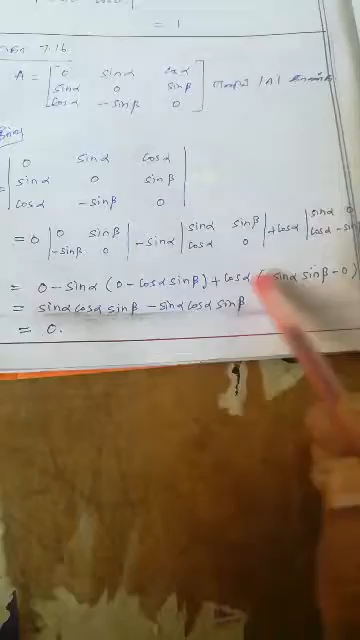 = 1
7.16
A = [ 0 sinα cosα
sinα 0 sinβ
cosα -sinβ 0 ] எனில் |A|
= | 0 sinα cosα |
| sinα 0 sinβ |
| cosα -sinβ 0 |
= 0 | 0 sinβ | - sinα | sinα sinβ | + cosα | sinα 0 |
| -sinβ 0 | | cosα 0 | | cosα -sin
= 0 - sinα (0 - cosα sinβ) + cosα ( sinα sinβ - 0)
= sinα cosα sinβ - sinα cosα sinβ
= 0.